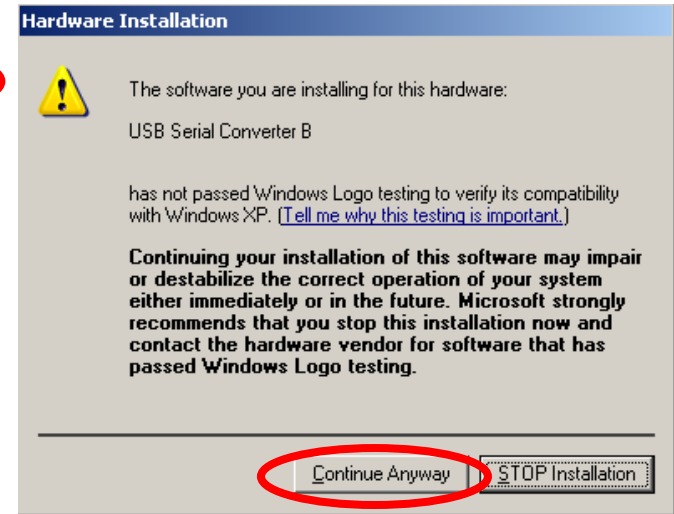 Hardware Installation
The software you are installing for this hardware:
USB Serial Converter B
has not passed Windows Logo testing to verify its compatibility
with Windows XP. (Tell me why this testing is important.)
Continuing your installation of this software may impair
or destabilize the correct operation of your system
either immediately or in the future. Microsoft strongly
recommends that you stop this installation now and
contact the hardware vendor for software that has
passed Windows Logo testing.
Continue Anyway
STOP Installation